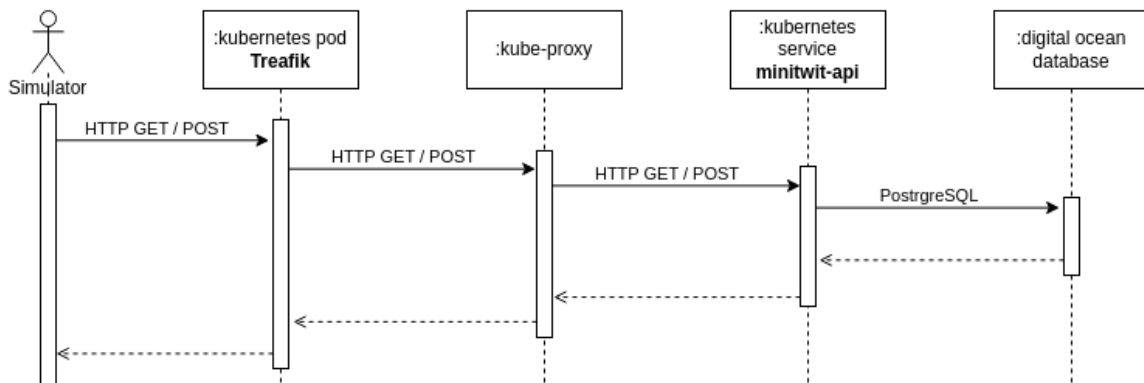 :kubernetes pod
Treafik
:kube-proxy
:kubernetes
service
minitwit-api
:digital ocean
database
Simulator
HTTP GET / POST
HTTP GET / POST
HTTP GET / POST
PostrgreSQL